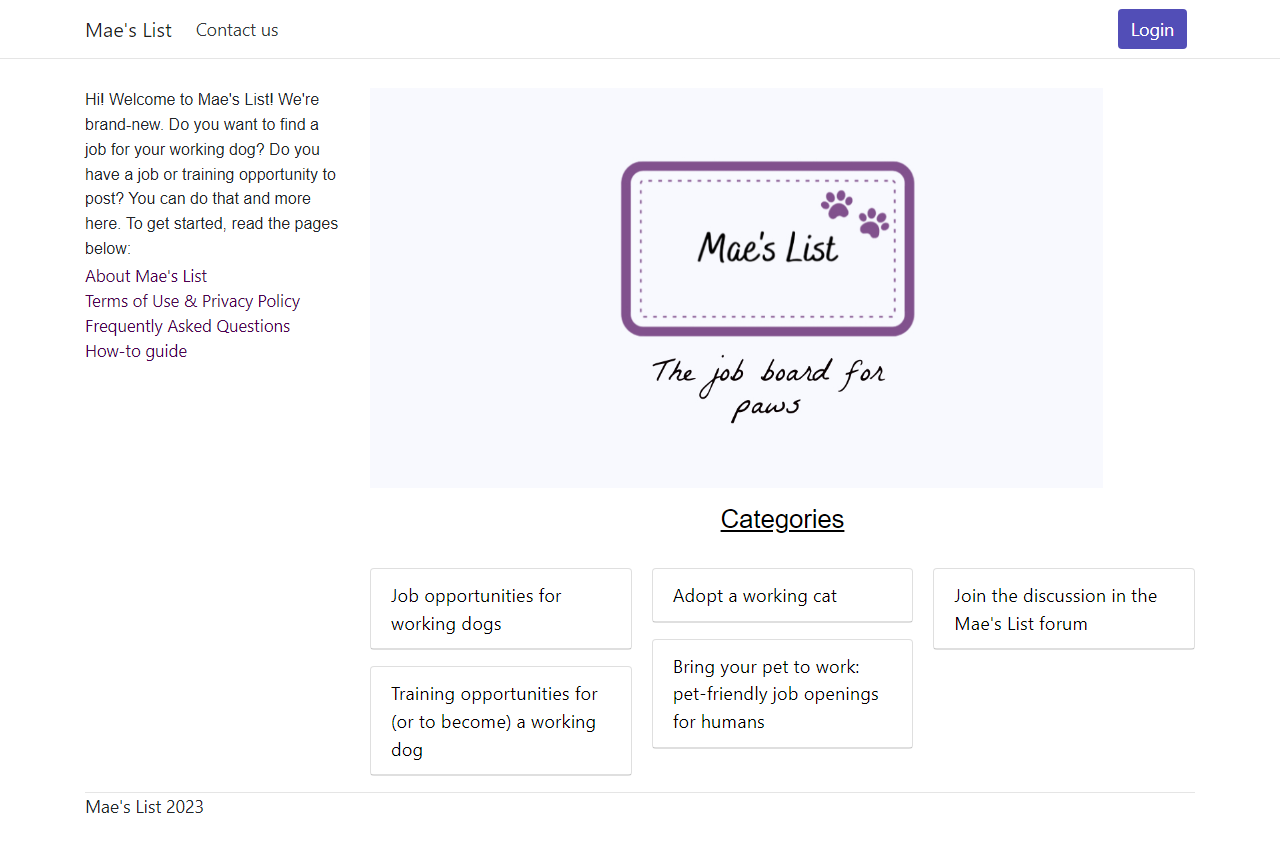 Mae's List
Contact us
Login
Hi! Welcome to Mae's List! We're
brand-new. Do you want to find a
job for your working dog? Do you
have a job or training opportunity to
post? You can do that and more
here. To get started, read the pages
below:
About Mae's List
Terms of Use & Privacy Policy
Frequently Asked Questions
How-to guide
Mae's List
The job board for
paws
Categories
Job opportunities for
working dogs
Training opportunities for
(or to become) a working
dog
Adopt a working cat
Bring your pet to work:
pet-friendly job openings
for humans
Join the discussion in the
Mae's List forum
Mae's List 2023